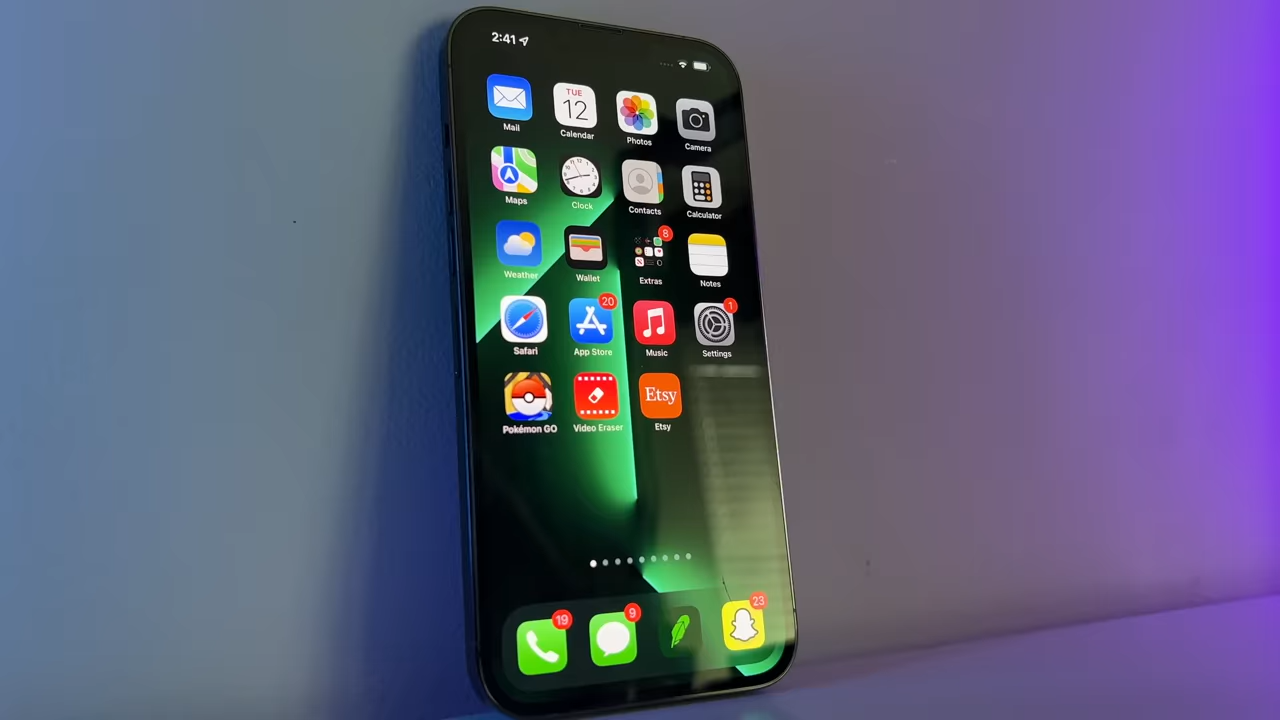 2:41
TUE
12
Mail
Calendar
Photos
Camera
Maps
Clock
Contacts
Calculator
8
Weather
Wallet
Extras
Notes
20
1
Safari
App Store
Music
Settings
Etsy
Pokémon GO
Video Eraser
Etsy
19
9
23